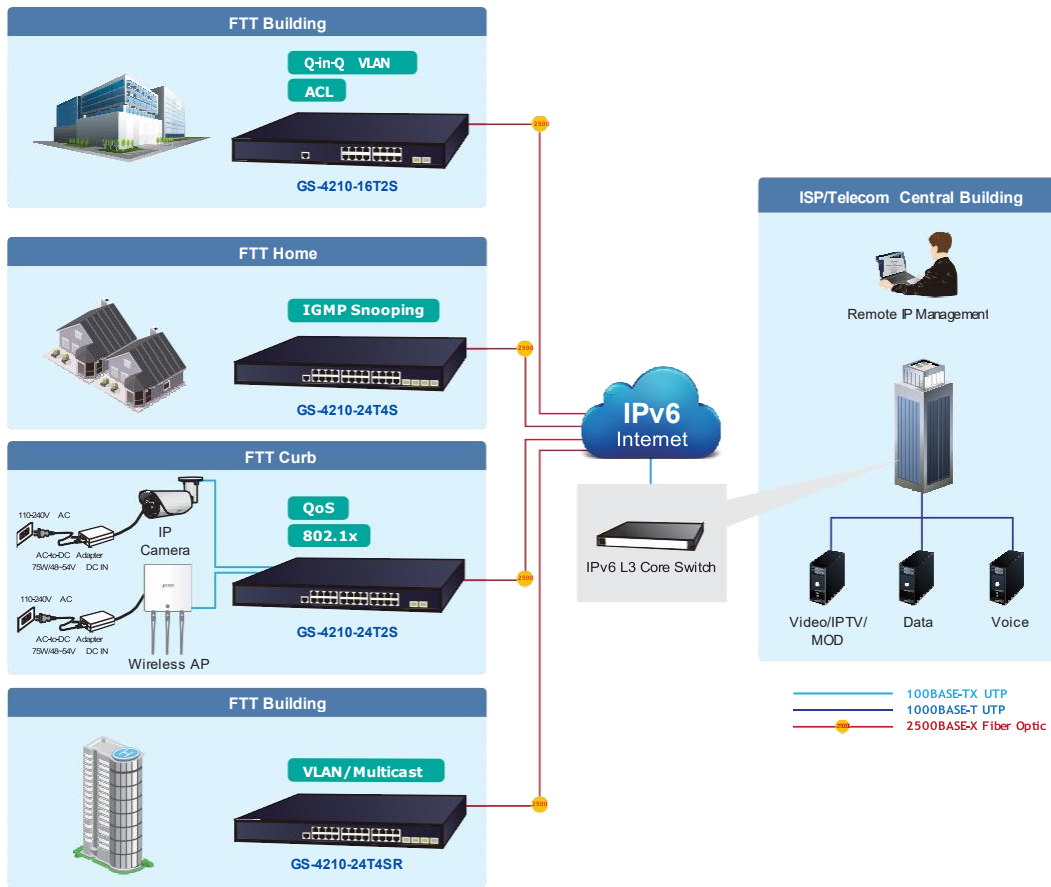 FTT Building
Q-in-Q VLAN
ACL
GS-4210-16T2S
2500
FTT Home
IGMP Snooping
GS-4210-24T4S
2500
FTT Curb
QoS
802.1x
110-240V AC
IP
Camera
AC-to-DC Adapter
75W/48~54V DC IN
110-240V AC
AC-to-DC Adapter
75W/48~54V DC IN
Wireless AP
GS-4210-24T2S
2500
FTT Building
VLAN/Multicast
GS-4210-24T4SR
2500
IPv6
Internet
IPv6 L3 Core Switch
ISP/Telecom Central Building
Remote IP Management
Video/IPTV/
MOD
Data
Voice
100BASE-TX UTP
1000BASE-T UTP
2500 2500BASE-X Fiber Optic